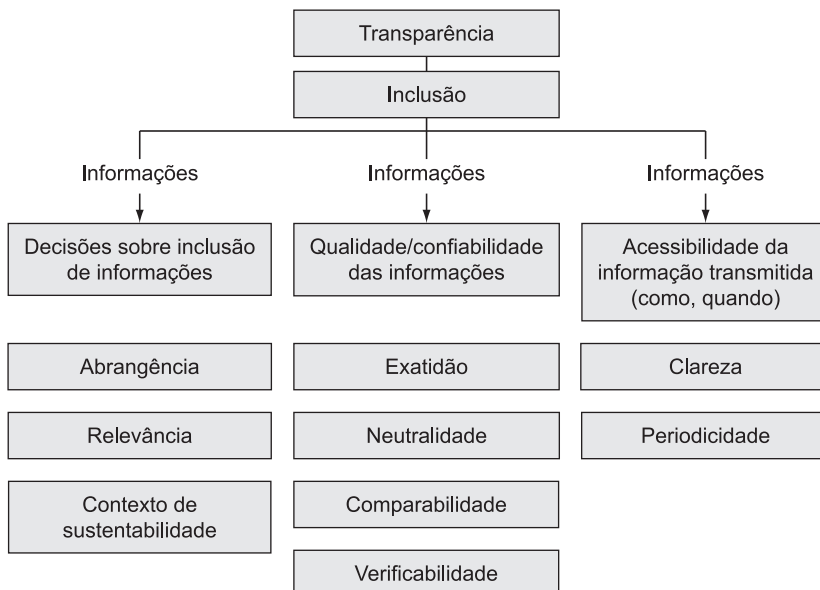 Transparência
Inclusão
Informações
Informações
Informações
Decisões sobre inclusão
de informações
Qualidade/confiabilidade
das informações
Acessibilidade da
informação transmitida
(como, quando)
Abrangência
Exatidão
Clareza
Relevância
Neutralidade
Periodicidade
Contexto de
sustentabilidade
Comparabilidade
Verificabilidade